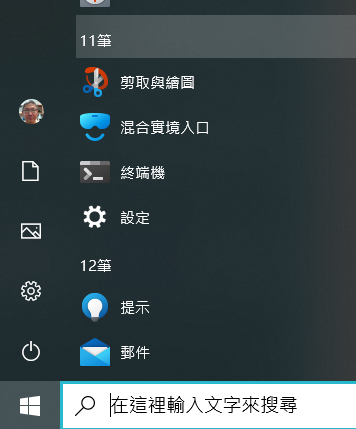 11筆
剪取與繪圖
混合實境入口
終端機
設定
12筆
提示
郵件
在這裡輸入文字來搜尋